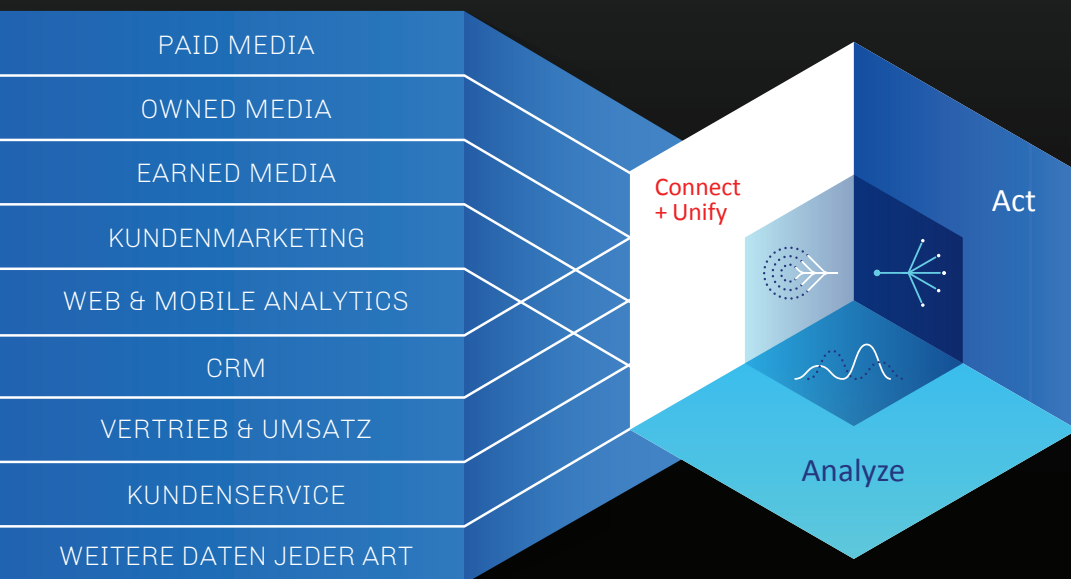 PAID MEDIA
OWNED MEDIA
EARNED MEDIA
KUNDENMARKETING
WEB & MOBILE ANALYTICS
CRM
VERTRIEB & UMSATZ
KUNDENSERVICE
WEITERE DATEN JEDER ART
Connect
+ Unify
Act
Analyze